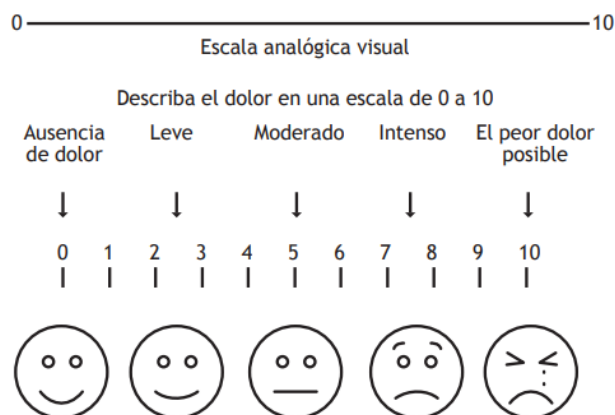 0 10
Escala analógica visual
Describa el dolor en una escala de 0 a 10
Ausencia de dolor Leve Moderado Intenso El peor dolor posible
0 1 2 3 4 5 6 7 8 9 10